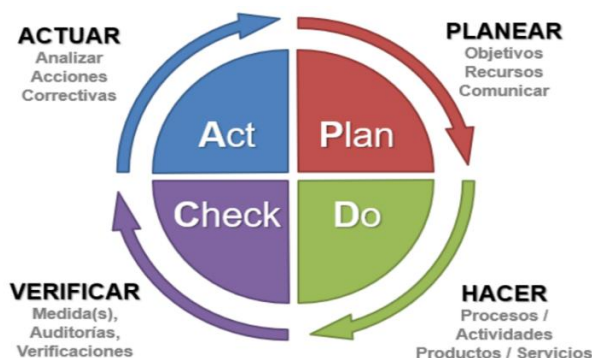 ACTUAR
Analizar
Acciones
Correctivas
PLANEAR
Objetivos
Recursos
Comunicar
Act
Plan
Check
Do
VERIFICAR
Medida(s),
Auditorías,
Verificaciones
HACER
Procesos /
Actividades
Productos / Servicios